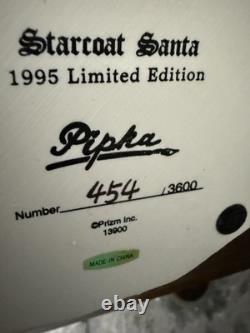 Starcoat Santa
1995 Limited Edition
Pipka
Number 454 /3600
©Prizm Inc.
13900
MADE IN CHINA